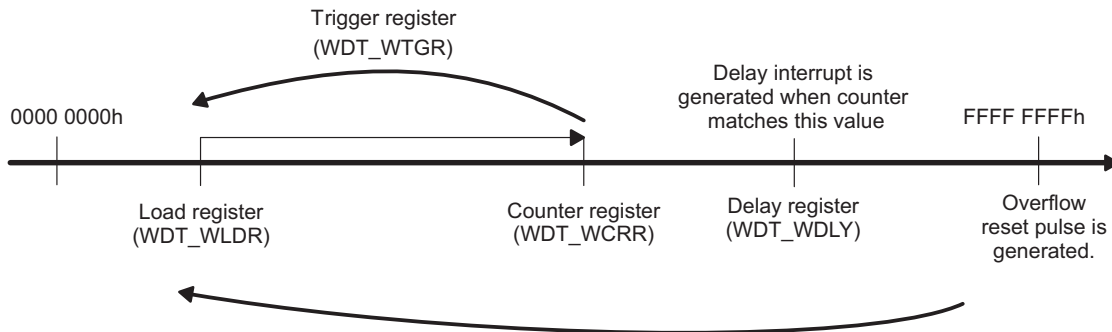 Trigger register
(WDT_WTGR)
Delay interrupt is
generated when counter
matches this value
0000 0000h
FFFF FFFFh
Load register
(WDT_WLDR)
Counter register
(WDT_WCRR)
Delay register
(WDT_WDLY)
Overflow
reset pulse is
generated.